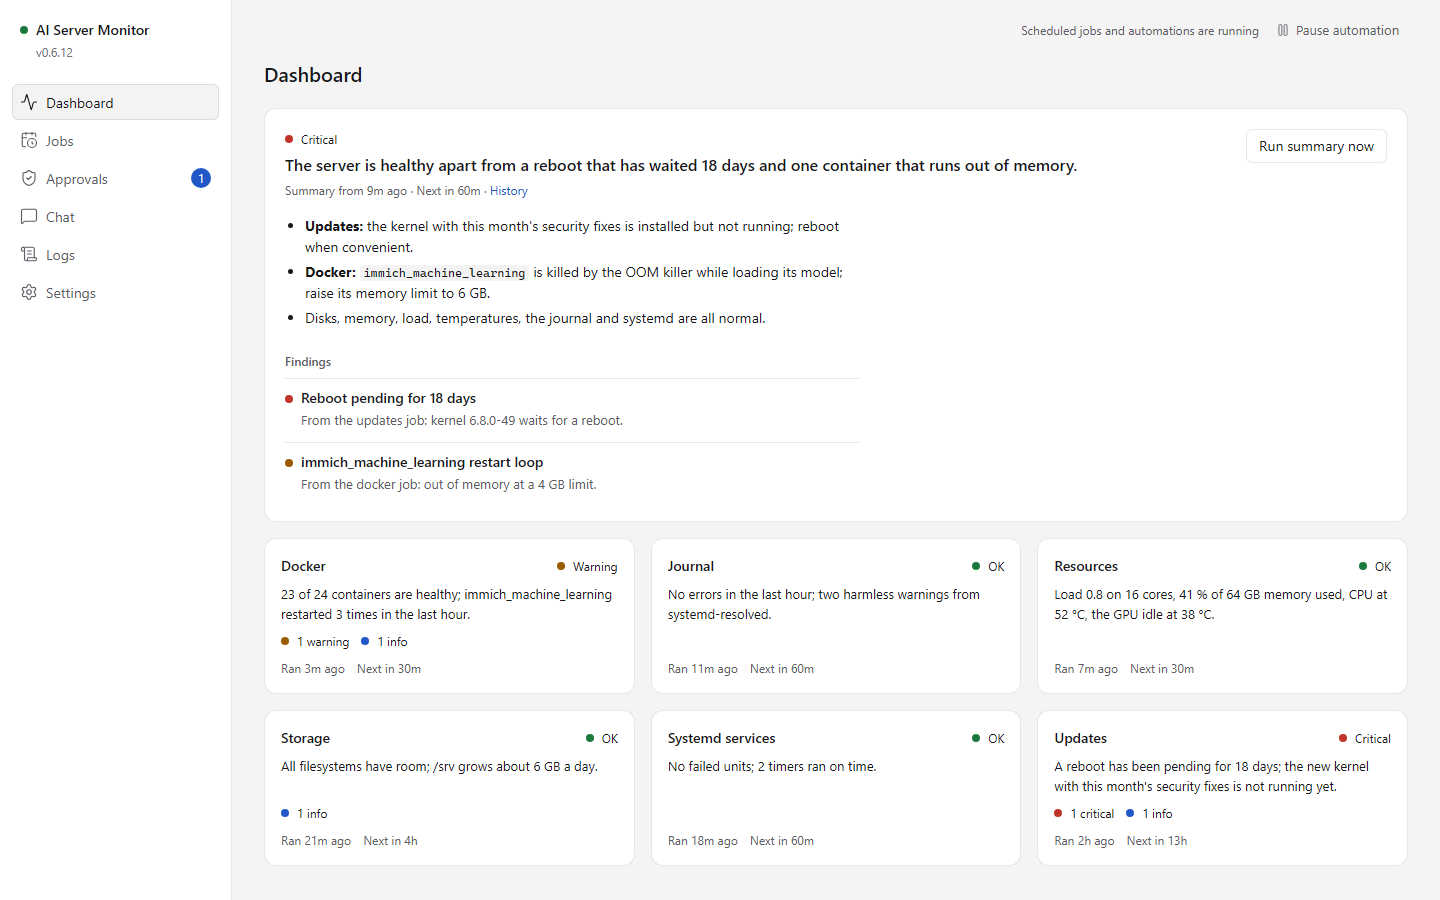 AI Server Monitor
v0.6.12
Dashboard
Jobs
Approvals 1
Chat
Logs
Settings
Scheduled jobs and automations are running Pause automation
Dashboard
Critical
Run summary now
The server is healthy apart from a reboot that has waited 18 days and one container that runs out of memory.
Summary from 9m ago · Next in 60m · History
• Updates: the kernel with this month's security fixes is installed but not running; reboot
when convenient.
• Docker: immich_machine_learning is killed by the OOM killer while loading its model;
raise its memory limit to 6 GB.
• Disks, memory, load, temperatures, the journal and systemd are all normal.
Findings
Reboot pending for 18 days
From the updates job: kernel 6.8.0-49 waits for a reboot.
immich_machine_learning restart loop
From the docker job: out of memory at a 4 GB limit.
Docker Warning
23 of 24 containers are healthy; immich_machine_learning
restarted 3 times in the last hour.
1 warning 1 info
Ran 3m ago Next in 30m
Journal OK
No errors in the last hour; two harmless warnings from
systemd-resolved.
Ran 11m ago Next in 60m
Resources OK
Load 0.8 on 16 cores, 41 % of 64 GB memory used, CPU at
52 °C, the GPU idle at 38 °C.
Ran 7m ago Next in 30m
Storage OK
All filesystems have room; /srv grows about 6 GB a day.
1 info
Ran 21m ago Next in 4h
Systemd services OK
No failed units; 2 timers ran on time.
Ran 18m ago Next in 60m
Updates Critical
A reboot has been pending for 18 days; the new kernel
with this month's security fixes is not running yet.
1 critical 1 info
Ran 2h ago Next in 13h